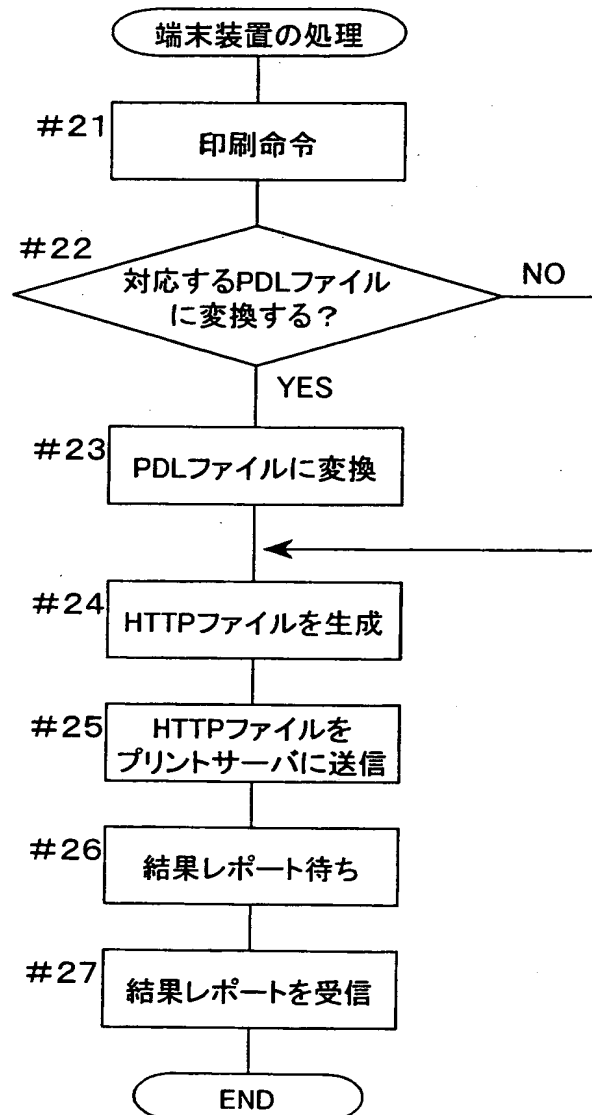 端末装置の処理
#21
印刷命令
#22
対応するPDLファイル
に変換する?
NO
YES
#23
PDLファイルに変換
#24
HTTPファイルを生成
#25
HTTPファイルを
プリントサーバに送信
#26
結果レポート待ち
#27
結果レポートを受信
END